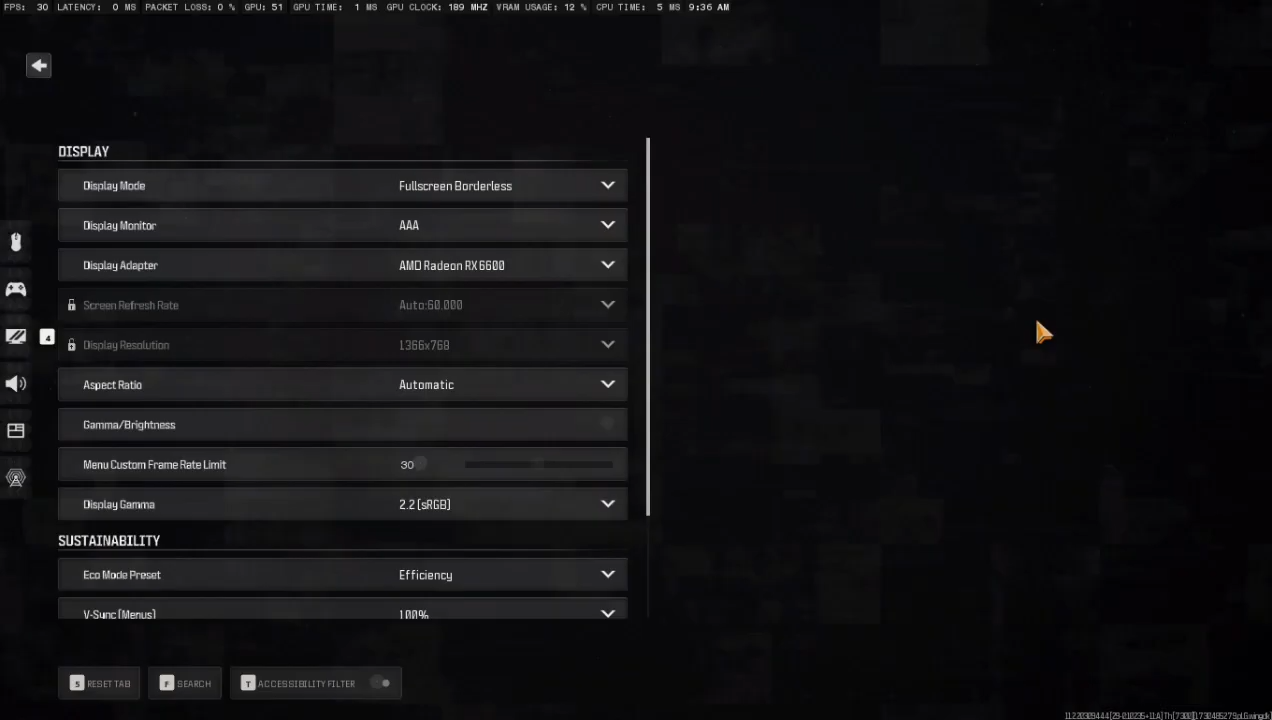 FPS: 30 LATENCY: 0 MS PACKET LOSS: 0 % GPU: 51 GPU TIME: 1 MS GPU CLOCK: 189 MHZ VRAM USAGE: 12 % CPU TIME: 5 MS 9:36 AM
DISPLAY
Display Mode Fullscreen Borderless
Display Monitor AAA
Display Adapter AMD Radeon RX 6600
Screen Refresh Rate Auto:60.000
4
Display Resolution 1366x768
Aspect Ratio Automatic
Gamma/Brightness
Menu Custom Frame Rate Limit 30
Display Gamma 2.2 [sRGB]
SUSTAINABILITY
Eco Mode Preset Efficiency
V-Sync [Menus] 100%
S RESET TAB F SEARCH T ACCESSIBILITY FILTER